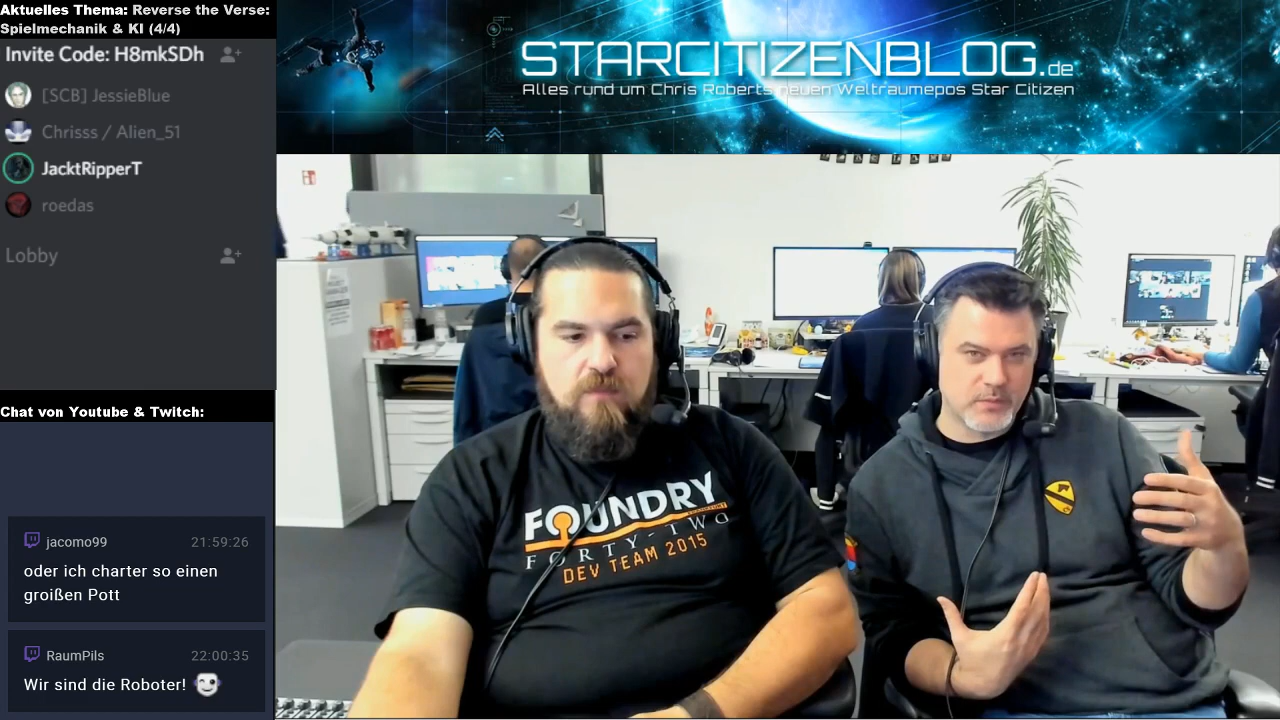 Aktuelles Thema: Reverse the Verse:
Spielmechanik & KI (4/4)
Invite Code: H8mkSDh
[SCB] JessieBlue
Chrisss / Alien_51
JacktRipperT
roedas
Lobby
Chat von Youtube & Twitch:
jacomo99 21:59:26
oder ich charter so einen
groißen Pott
RaumPils 22:00:35
Wir sind die Roboter!
STARCITIZENBLOG.de
Alles rund um Chris Roberts neuen Weltraumepos Star Citizen
FOUNDRY
FRANKFURT
FORTY-TWO
DEV TEAM 2015